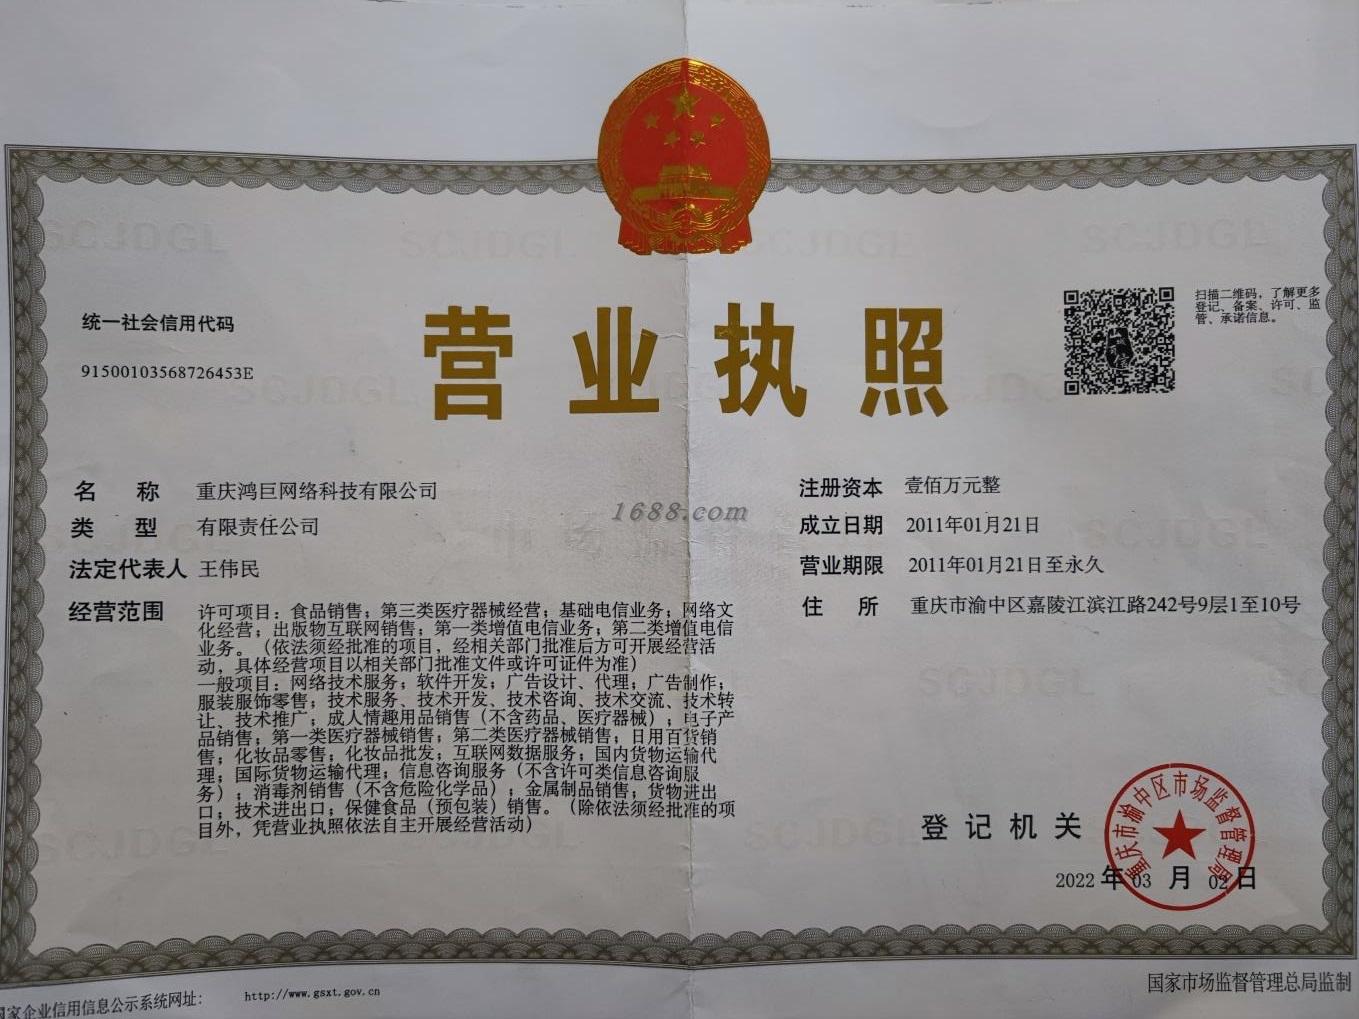 统一社会信用代码
91500103568726453E
营业执照
扫描二维码，了解更多
登记、备案、许可、监
管、承诺信息。
名 称 重庆鸿巨网络科技有限公司
类 型 有限责任公司
法定代表人 王伟民
经营范围 许可项目：食品销售；第三类医疗器械经营；基础电信业务；网络文
化经营；出版物互联网销售；第一类增值电信业务；第二类增值电信
业务。（依法须经批准的项目，经相关部门批准后方可开展经营活
动，具体经营项目以相关部门批准文件或许可证件为准）
一般项目：网络技术服务；软件开发；广告设计、代理；广告制作；
服装服饰零售；技术服务、技术开发、技术咨询、技术交流、技术转
让、技术推广；成人情趣用品销售（不含药品、医疗器械）；电子产
品销售；第一类医疗器械销售；第二类医疗器械销售；日用百货销
售；化妆品零售；化妆品批发；互联网数据服务；国内货物运输代
理；国际货物运输代理；信息咨询服务（不含许可类信息咨询服
务）；消毒剂销售（不含危险化学品）；金属制品销售；货物进出
口；技术进出口；保健食品（预包装）销售。（除依法须经批准的项
目外，凭营业执照依法自主开展经营活动）
注册资本 壹佰万元整
成立日期 2011年01月21日
营业期限 2011年01月21日至永久
住 所 重庆市渝中区嘉陵江滨江路242号9层1至10号
1688.com
登记机关
重庆市渝中区市场监督管理局
2022 年 03 月 02 日
国家企业信用信息公示系统网址： http://www.gsxt.gov.cn
国家市场监督管理总局监制
SCJDGL